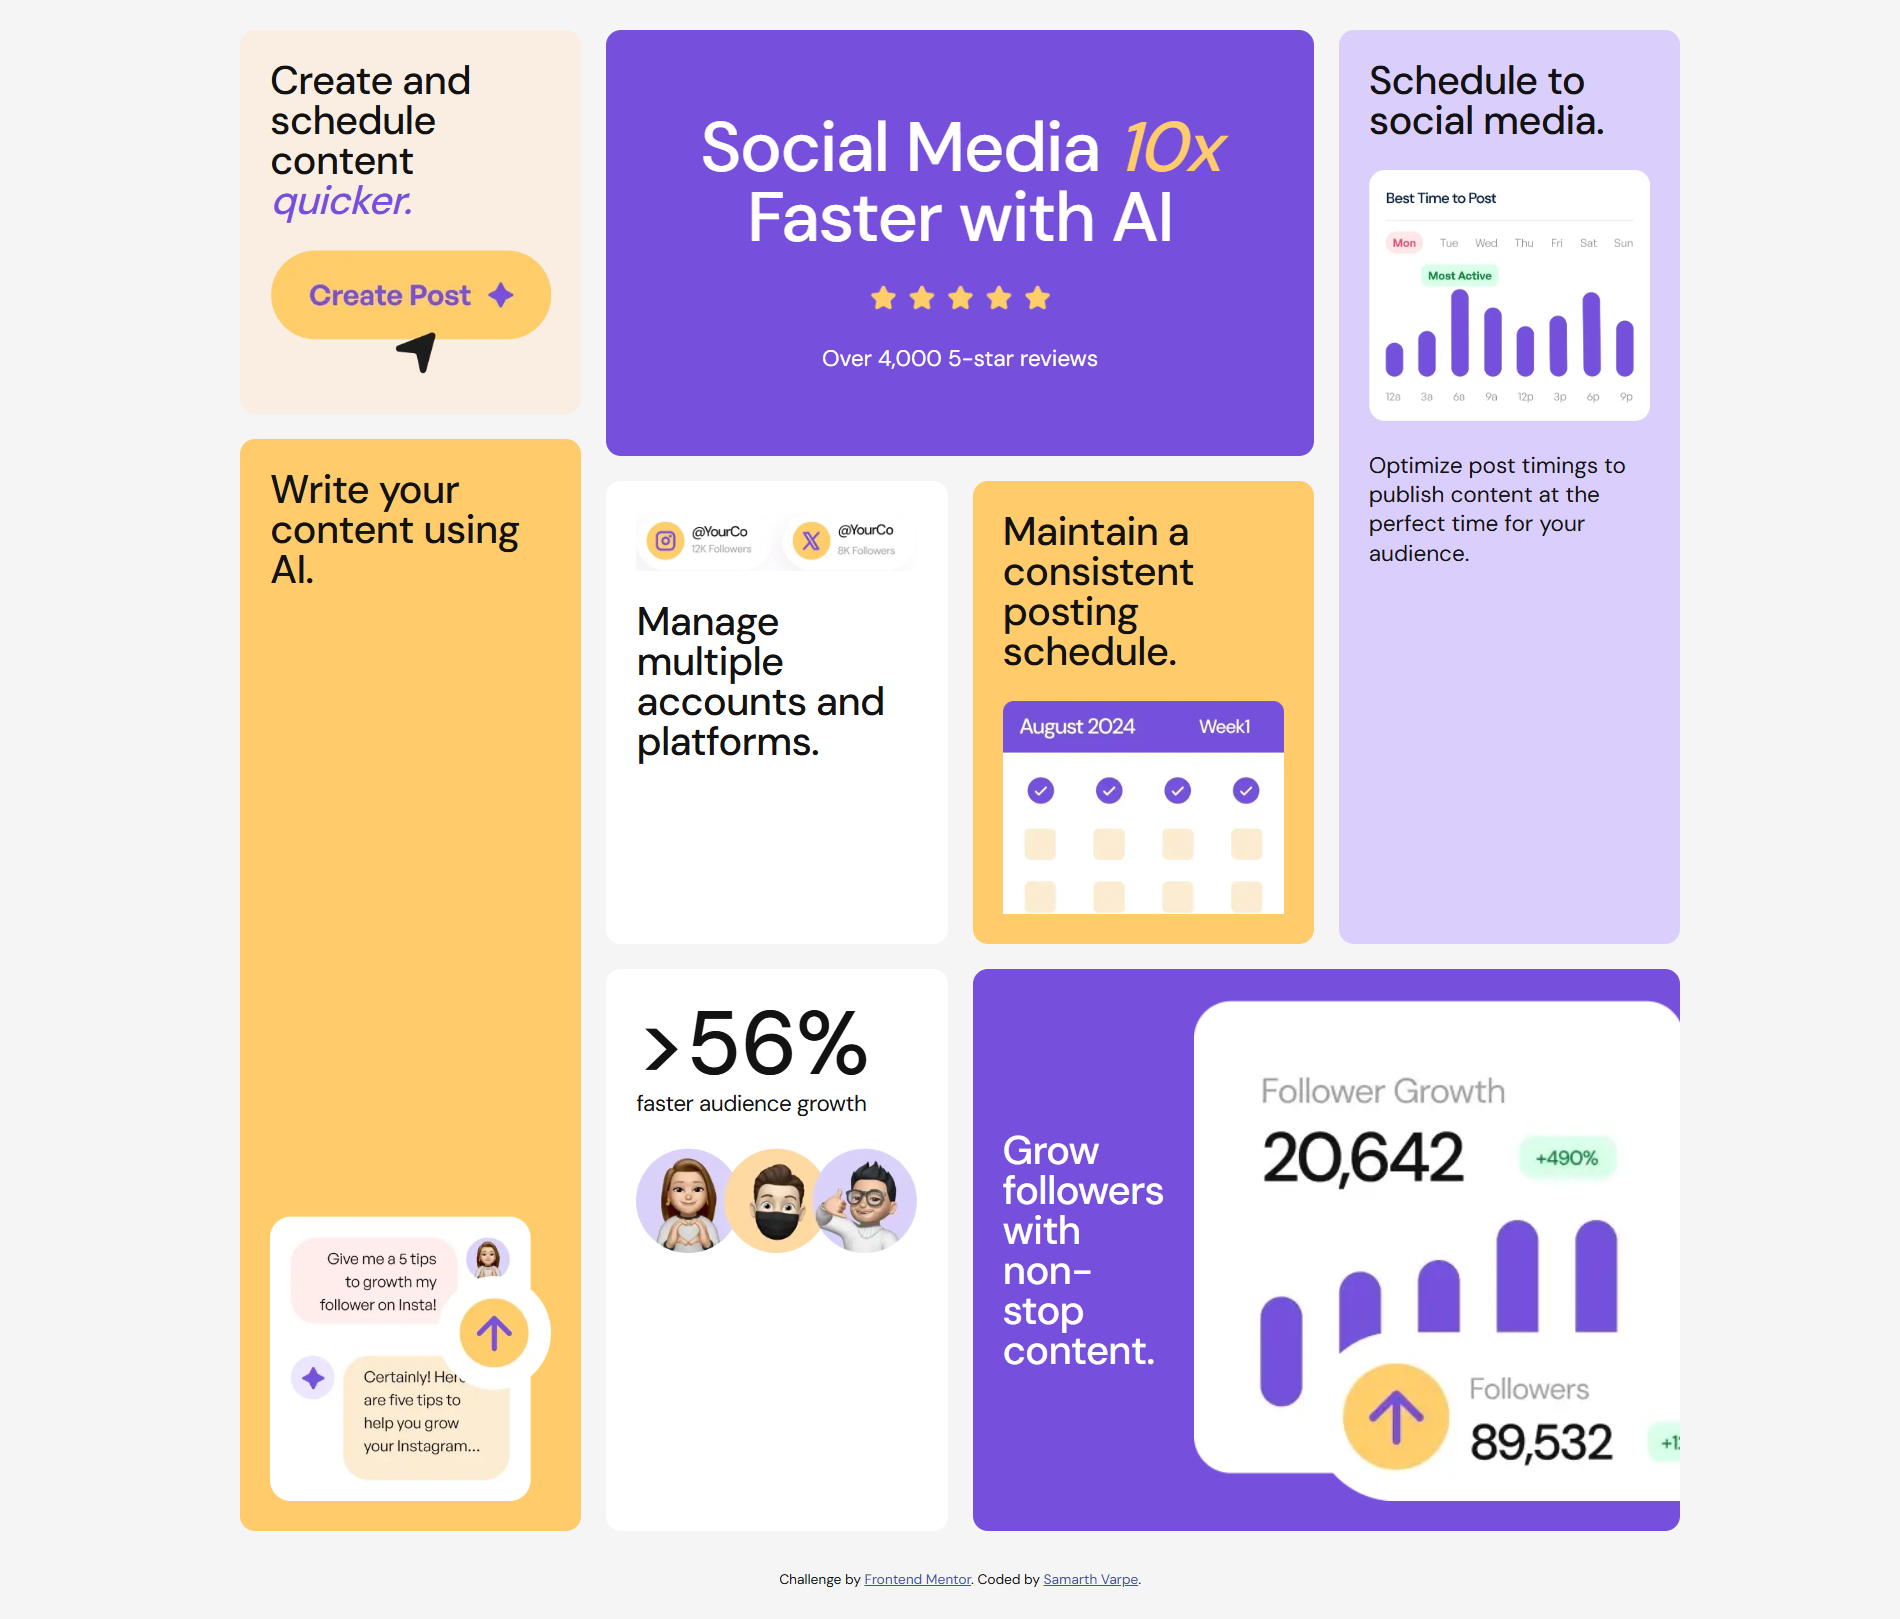 Create and
schedule
content
quicker.
Create Post
Write your
content using
AI.
Give me a 5 tips
to growth my
follower on Insta!
Certainly! Here
are five tips to
help you grow
your Instagram...
Social Media 10x
Faster with AI
Over 4,000 5-star reviews
@YourCo
12K Followers
@YourCo
8K Followers
Manage
multiple
accounts and
platforms.
Maintain a
consistent
posting
schedule.
August 2024 Week1
Schedule to
social media.
Best Time to Post
Mon Tue Wed Thu Fri Sat Sun
Most Active
12a 3a 6a 9a 12p 3p 6p 9p
Optimize post timings to
publish content at the
perfect time for your
audience.
>56%
faster audience growth
Grow
followers
with
non-
stop
content.
Follower Growth
20,642 +490%
Followers
89,532
Challenge by Frontend Mentor. Coded by Samarth Varpe.